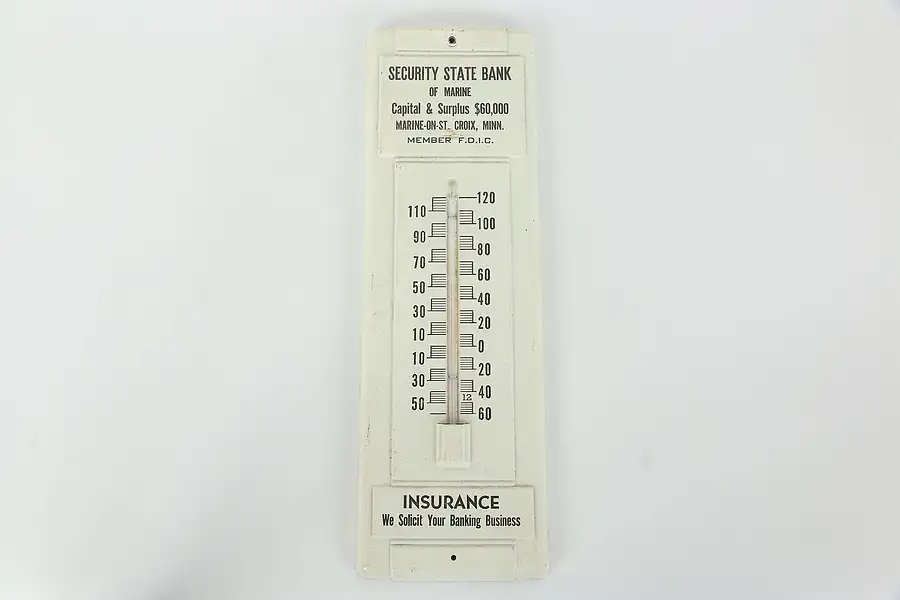 SECURITY STATE BANK
OF MARINE
Capital & Surplus $60,000
MARINE-ON-ST. CROIX, MINN.
MEMBER F.D.I.C.
120
110
100
90
80
70
60
50
40
30
20
10
0
10
20
30
40
50
12
60
INSURANCE
We Solicit Your Banking Business